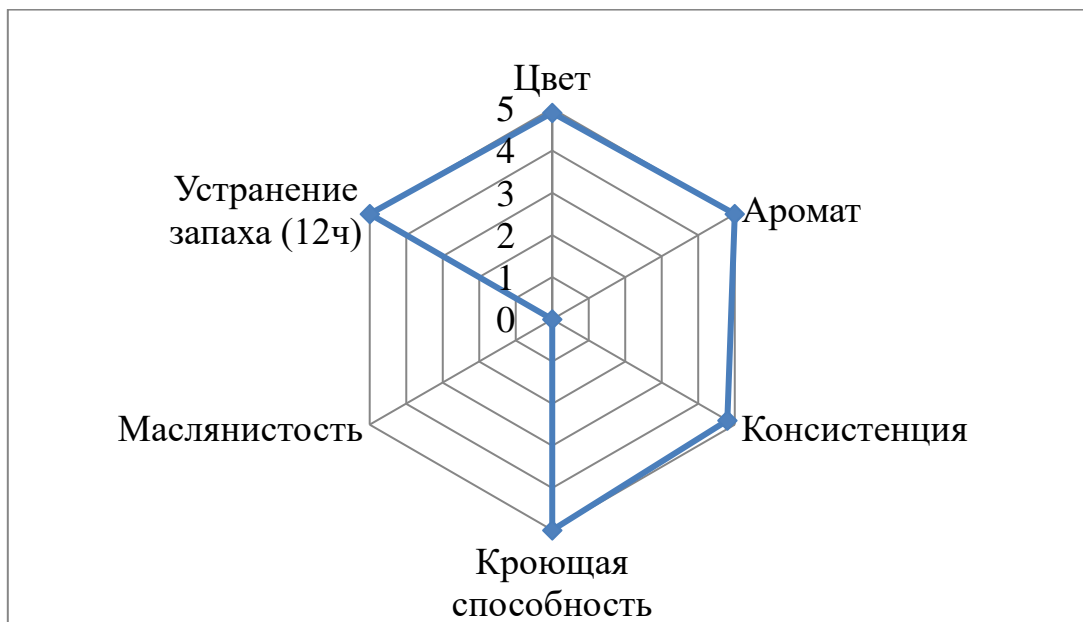 Цвет
5
4
3
2
1
0
Устранение
запаха (12ч)
Аромат
Маслянистость
Консистенция
Кроющая
способность